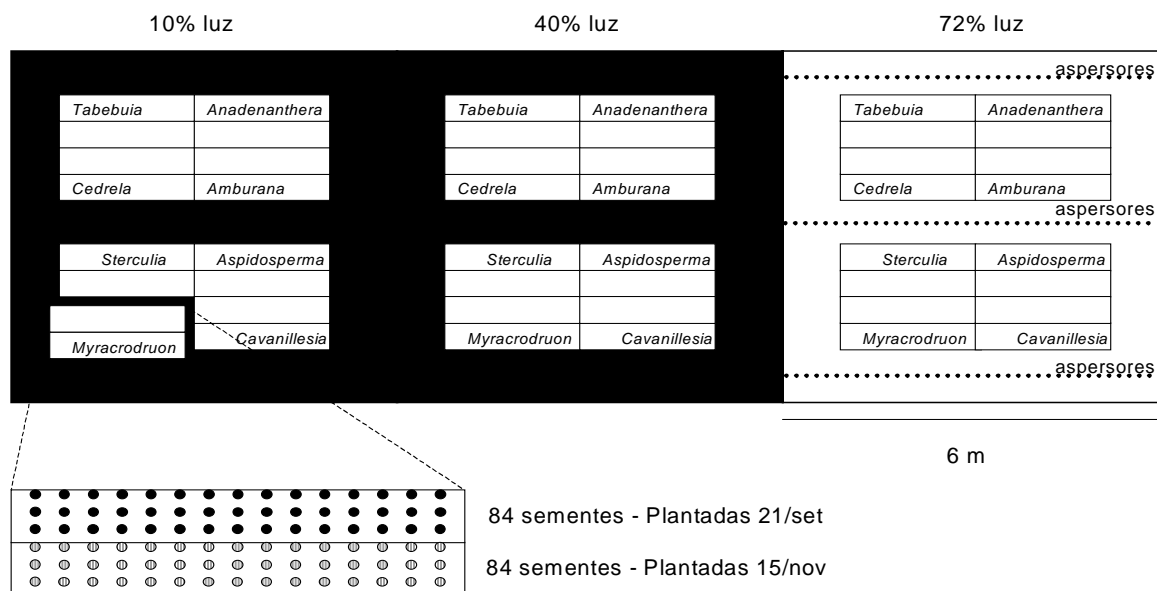 10% luz 40% luz 72% luz
aspersores
Tabebuia Anadenanthera Tabebuia Anadenanthera Tabebuia Anadenanthera
Cedrela Amburana Cedrela Amburana Cedrela Amburana
aspersores
Sterculia Aspidosperma Sterculia Aspidosperma Sterculia Aspidosperma
Myracrodruon Cavanillesia Myracrodruon Cavanillesia Myracrodruon Cavanillesia
aspersores
6 m
84 sementes - Plantadas 21/set
84 sementes - Plantadas 15/nov